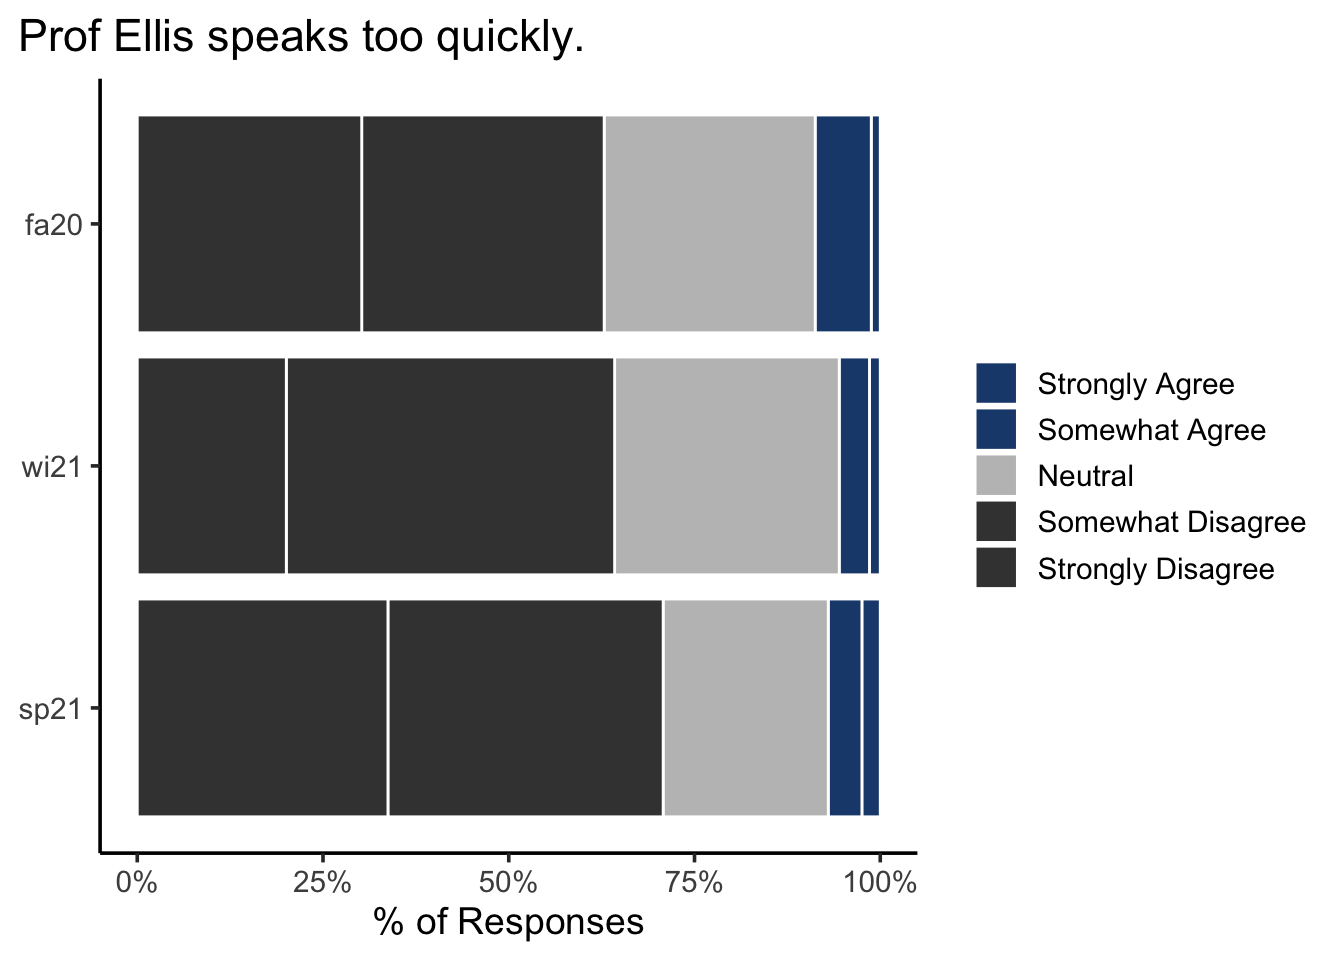 Prof Ellis speaks too quickly.
fa20
wi21
sp21
0% 25% 50% 75% 100%
% of Responses
Strongly Agree
Somewhat Agree
Neutral
Somewhat Disagree
Strongly Disagree